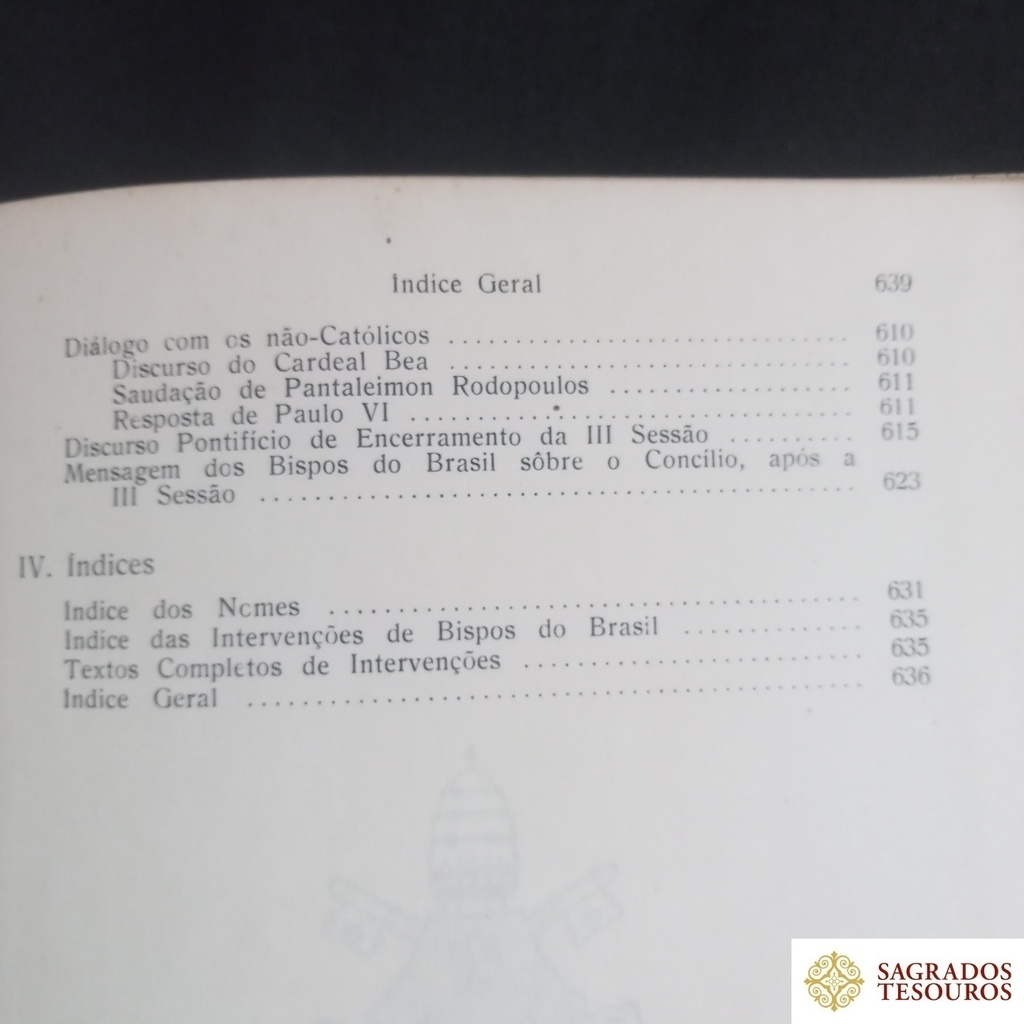 Índice Geral 639
Diálogo com os não-Católicos ........................................ 610
Discurso do Cardeal Bea ........................................ 610
Saudação de Pantaleimon Rodopoulos ........................ 611
Resposta de Paulo VI ........................................ 611
Discurso Pontifício de Encerramento da III Sessão .......... 615
Mensagem dos Bispos do Brasil sôbre o Concílio, após a
III Sessão ........................................ 623
IV. Índices
Indice dos Nomes ........................................ 631
Indice das Intervenções de Bispos do Brasil ................ 635
Textos Completos de Intervenções .............................. 635
Indice Geral ........................................ 636
SAGRADOS
TESOUROS